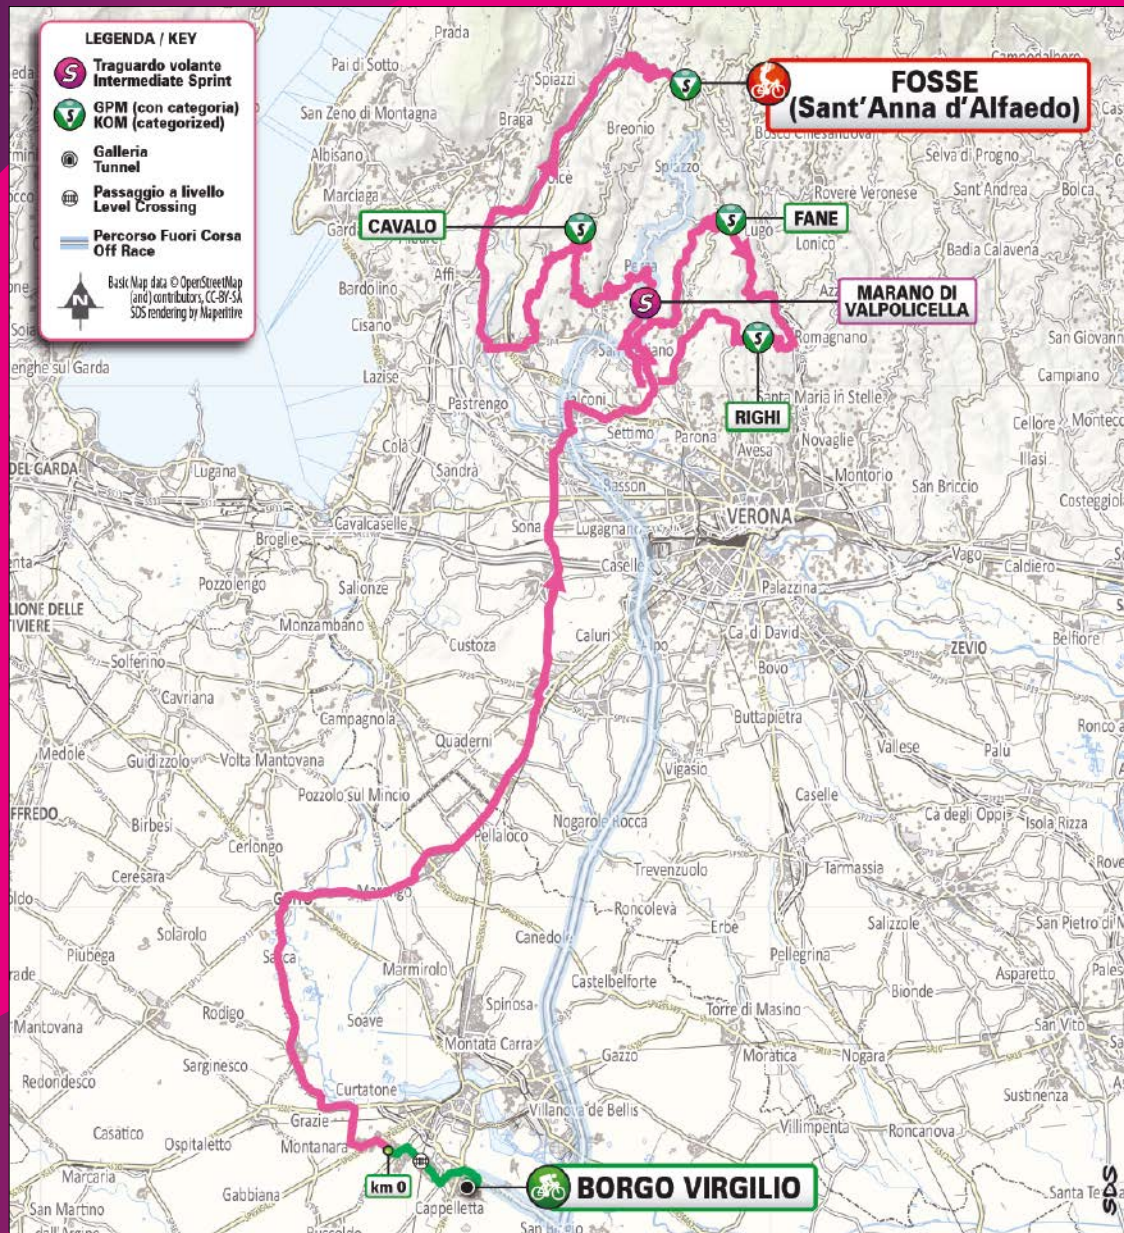 LEGENDA / KEY
S
Traguardo volante
Intermediate Sprint
S
GPM (con categoria)
KOM (categorized)
Galleria
Tunnel
Passaggio a livello
Level Crossing
Percorso Fuori Corsa
Off Race
N
Basic Map data © OpenStreetMap
(and) contributors, CC-BY-SA
SDS rendering by Maperitive
Prada
Pai di Sotto
Spiazzi
San Zeno di Montagna
Braga
Breonio
Albisano
Marciaga
S
FOSSE
(Sant'Anna d'Alfaedo)
Selva di Progno
Sant'Andrea
Bolca
Rovere Veronese
Badia Calavena
CAVALO
S
S
FANE
Lugo
Lonico
Affi
Bardolino
Cisano
Lazise
S
MARANO DI
VALPOLICELLA
Romagnano
San Giovann
Campiano
S
RIGHI
Pastrengo
Settimo
Parona
Avesa
Novaglie
Montorio
San Briccio
Cellore
Illasi
DEL GARDA
Lugana
Colà
Sandrà
Basson
Cavalcaselle
Broglie
Sona
Lugagnano
VERONA
Caselle
Vago
Caldiero
Pozzolengo
Salionze
Palazzina
Monzambano
Custoza
Caluri
Ca' di David
ZEVIO
Belfiore
Solferino
Cavriana
Bovo
Campagnola
Quaderni
Buttapietra
Vallese
Palù
Medole
Guidizzolo
Volta Mantovana
Vigasio
Pozzolo sul Mincio
Caselle
Birbesi
Pellaloco
Nogarole Rocca
Ca degli Oppi
Isola Rizza
Cerlongo
Ceresara
Trevenzuolo
Tarmassia
Roncolevà
Solarolo
Canedole
Erbè
Salizzole
Piubega
Marmirolo
Pellegrina
Castelbelforte
Asparetto
Rodigo
Soave
Spinosa
Torre di Masino
Bionde
Mantovana
Montata Carra
San Vito
Sarginesco
Gazzo
Moratica
Nogara
Redondesco
Curtatone
Villanova de Bellis
Sustinenza
Grazie
Casatico
Ospitaletto
Montanara
Villimpenta
Roncanova
Marcaria
km 0
BORGO VIRGILIO
Gabbiana
Cappelletta
San Martino
SDS